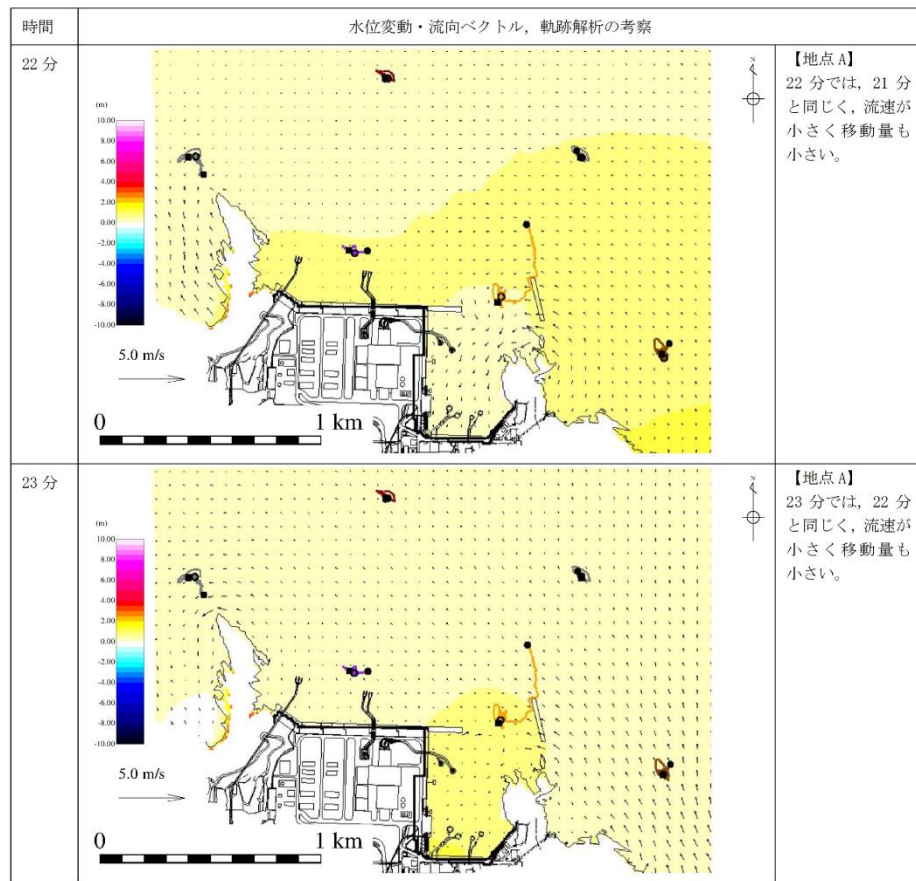 時間
水位変動・流向ベクトル，軌跡解析の考察
22 分
(m)
10.00
8.00
6.00
4.00
2.00
0.00
-2.00
-4.00
-6.00
-8.00
-10.00
5.0 m/s
0
1 km
N
【地点 A】
22 分では，21 分
と同じく，流速が
小さく移動量も
小さい。
23 分
(m)
10.00
8.00
6.00
4.00
2.00
0.00
-2.00
-4.00
-6.00
-8.00
-10.00
5.0 m/s
0
1 km
N
【地点 A】
23 分では，22 分
と同じく，流速が
小さく移動量も
小さい。